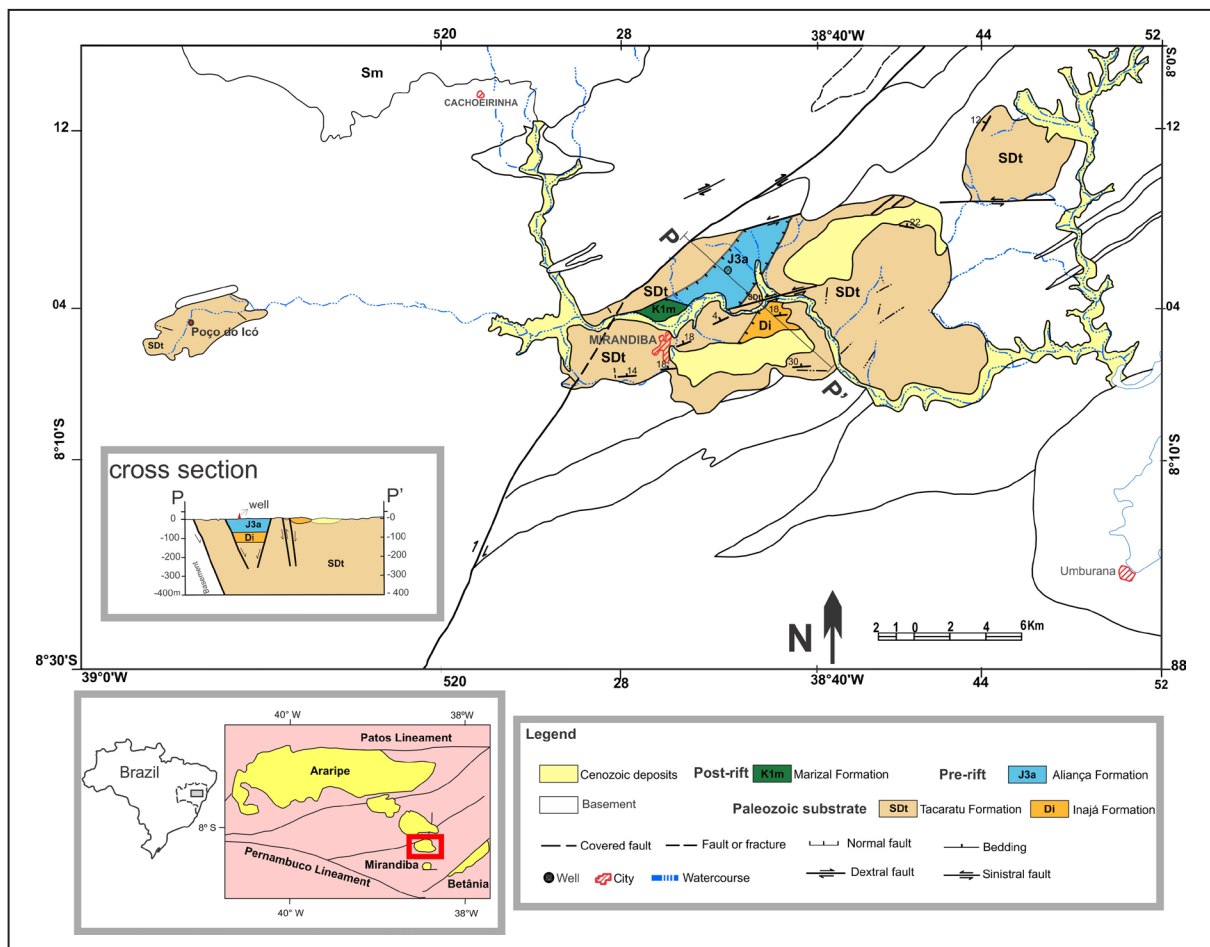 520 28 38°40'W 44 52
8°0'S
Sm
CACHOEIRINHA
12
12
12
SDt
22
P
J3a
SDt
SDt
SDt
K1m
04
04
18
4
Di
Poço do Icó
SDt
MIRANDIBA
18
SDt
18
14
30
P'
8°10'S
8°10'S
cross section
P P'
well
0 -0
J3a
-100 Di -100
-200 -200
-300 SDt -300
-400m -400
Basement
Umburana
N
2 1 0 2 4 6Km
8°30'S
88
39°0'W 520 28 38°40'W 44 52
40° W 38°W
Patos Lineament
Brazil
Araripe
8° S
Mirandiba
Pernambuco Lineament
Betânia
40° W 38° W
Legend
Cenozoic deposits Post-rift K1m Marizal Formation Pre-rift J3a Aliança Formation
Basement Paleozoic substrate SDt Tacaratu Formation Di Inajá Formation
Covered fault Fault or fracture Normal fault Bedding
Well City Watercourse Dextral fault Sinistral fault